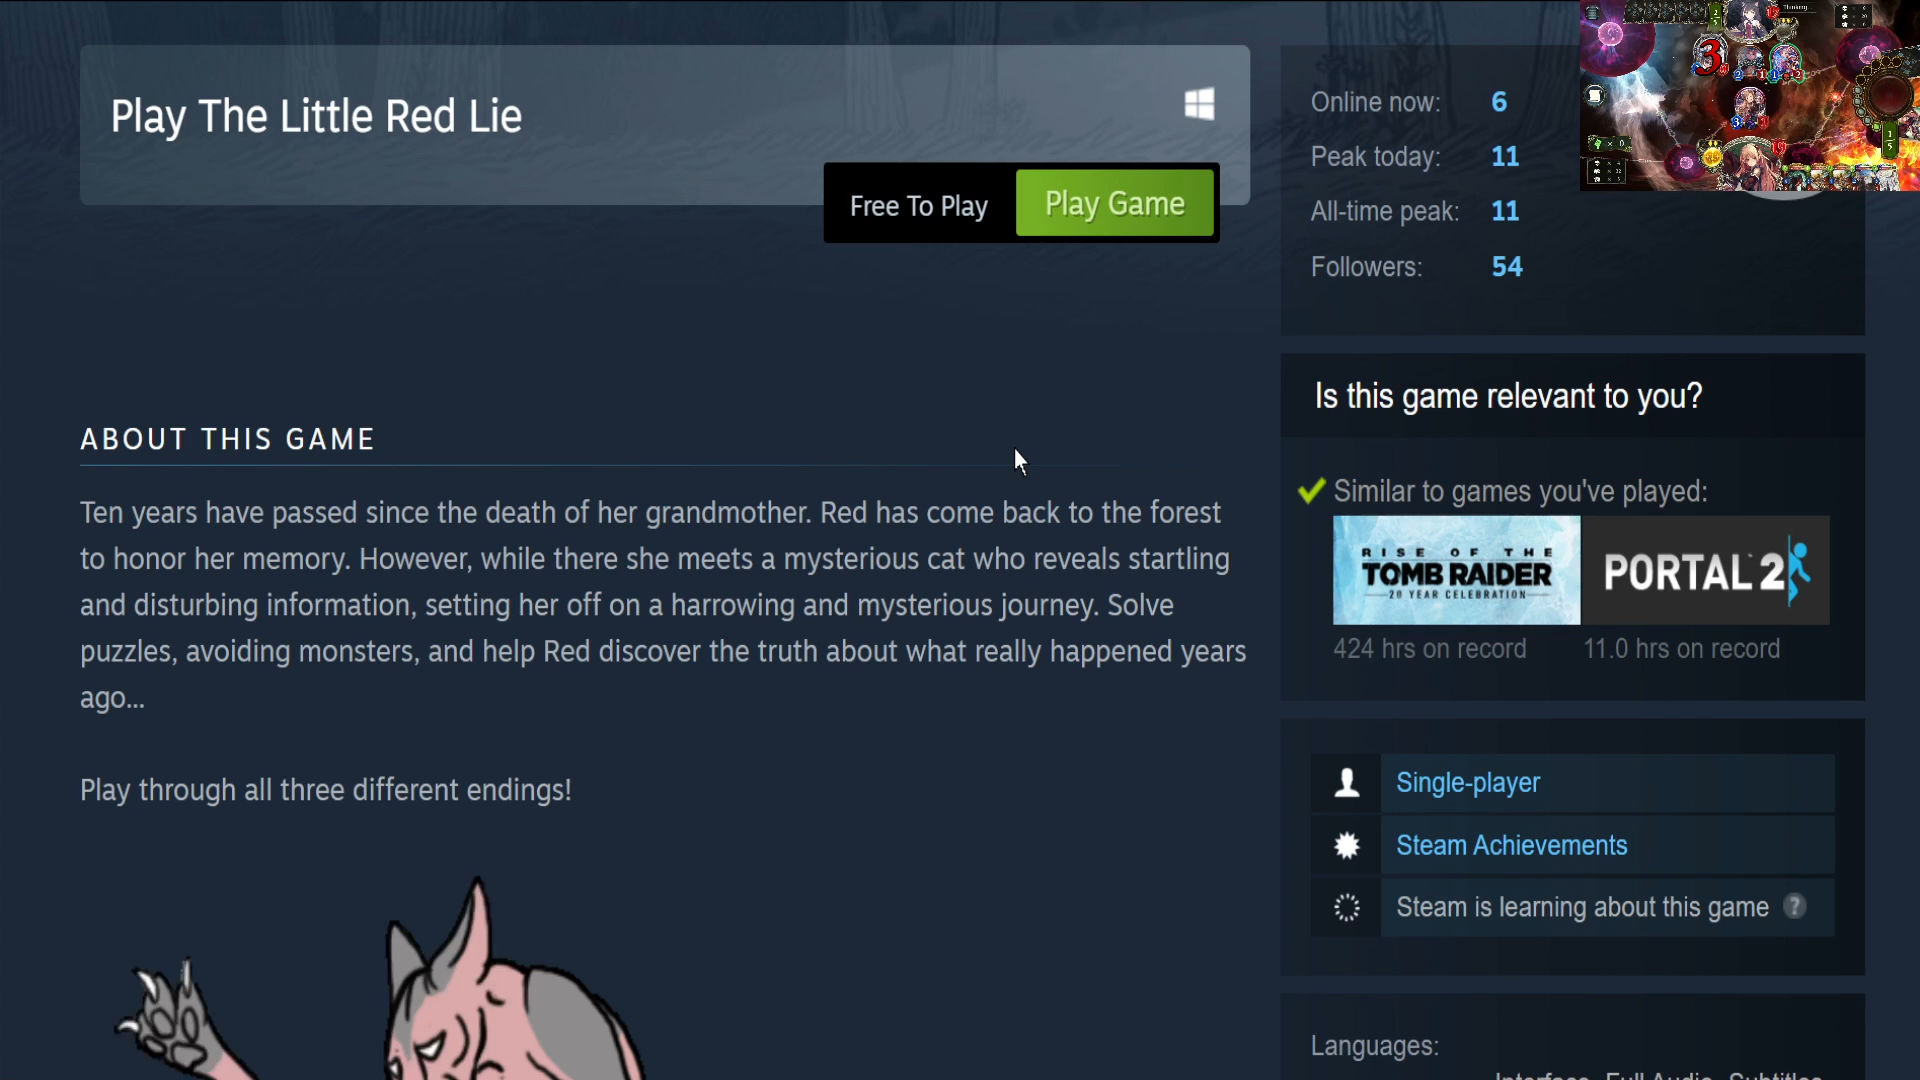 Play The Little Red Lie
Free To Play
Play Game
ABOUT THIS GAME
Ten years have passed since the death of her grandmother. Red has come back to the forest
to honor her memory. However, while there she meets a mysterious cat who reveals startling
and disturbing information, setting her off on a harrowing and mysterious journey. Solve
puzzles, avoiding monsters, and help Red discover the truth about what really happened years
ago...
Play through all three different endings!
Thinking...
3
Online now: 6
Peak today: 11
All-time peak: 11
Followers: 54
Is this game relevant to you?
Similar to games you've played:
RISE OF THE
TOMB RAIDER
20 YEAR CELEBRATION
PORTAL 2
424 hrs on record
11.0 hrs on record
Single-player
Steam Achievements
Steam is learning about this game ?
Languages:
Interface Full Audio Subtitles